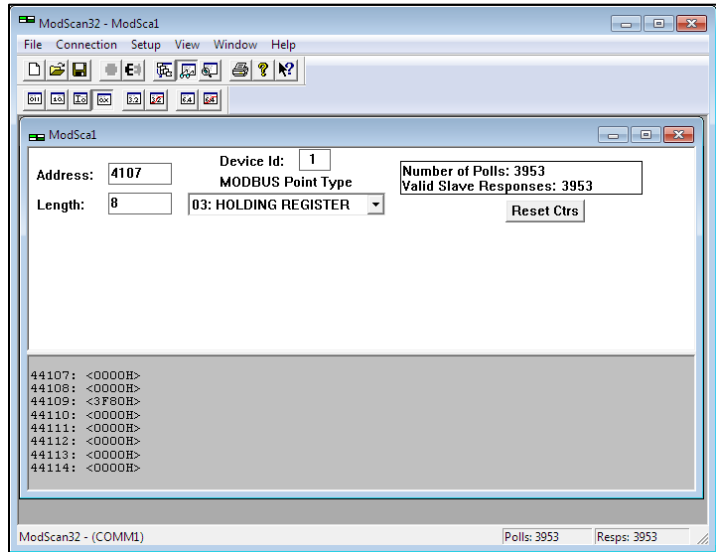 ModScan32 - ModSca1
File Connection Setup View Window Help
ModSca1
Address: 4107
Device Id: 1
MODBUS Point Type
Length: 8
03: HOLDING REGISTER
Number of Polls: 3953
Valid Slave Responses: 3953
Reset Ctrs
44107: <0000H>
44108: <0000H>
44109: <3F80H>
44110: <0000H>
44111: <0000H>
44112: <0000H>
44113: <0000H>
44114: <0000H>
ModScan32 - (COMM1)
Polls: 3953
Resps: 3953